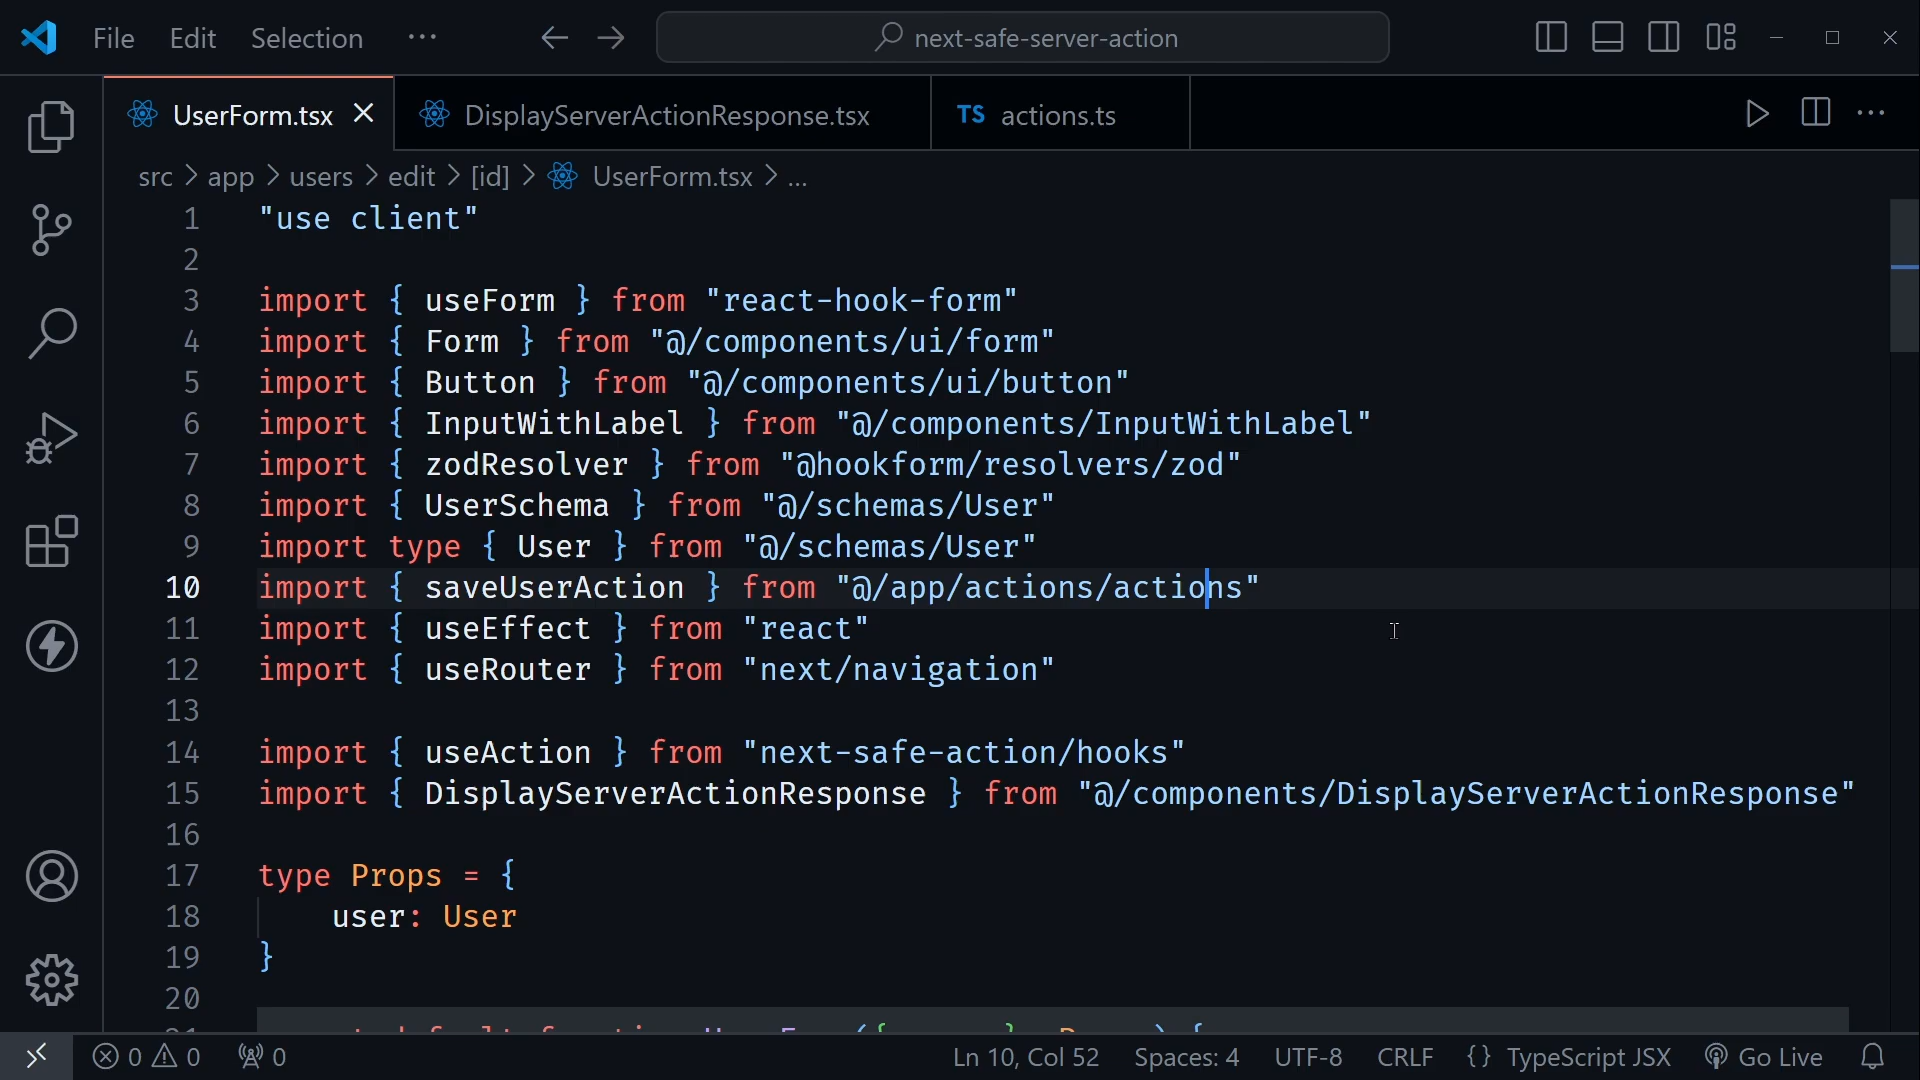 File Edit Selection ···
next-safe-server-action
UserForm.tsx
DisplayServerActionResponse.tsx
TS actions.ts
src > app > users > edit > [id] > UserForm.tsx > ...
1 "use client"
2
3 import { useForm } from "react-hook-form"
4 import { Form } from "@/components/ui/form"
5 import { Button } from "@/components/ui/button"
6 import { InputWithLabel } from "@/components/InputWithLabel"
7 import { zodResolver } from "@hookform/resolvers/zod"
8 import { UserSchema } from "@/schemas/User"
9 import type { User } from "@/schemas/User"
10 import { saveUserAction } from "@/app/actions/actions"
11 import { useEffect } from "react"
12 import { useRouter } from "next/navigation"
13
14 import { useAction } from "next-safe-action/hooks"
15 import { DisplayServerActionResponse } from "@/components/DisplayServerActionResponse"
16
17 type Props = {
18 user: User
19 }
20
0 0 0 Ln 10, Col 52 Spaces: 4 UTF-8 CRLF {} TypeScript JSX Go Live